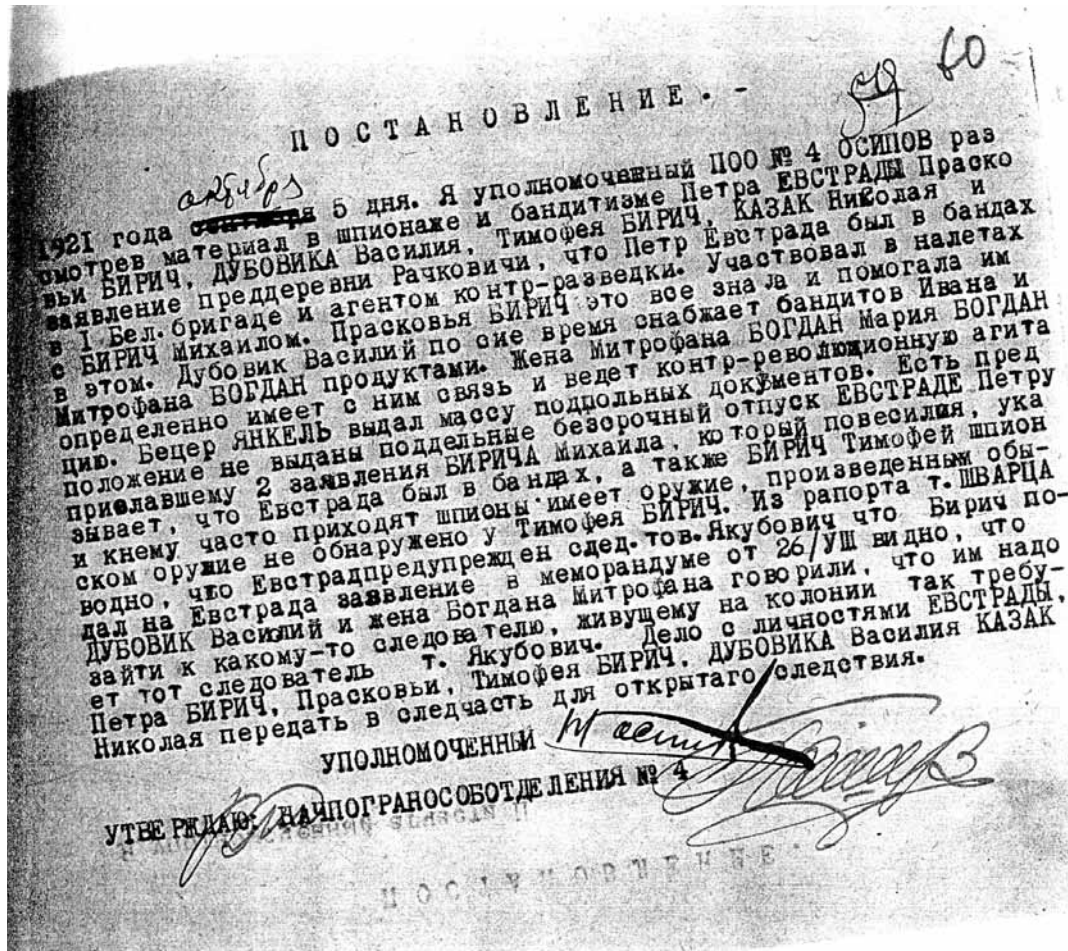 60
59
ПОСТАНОВЛЕНИЕ.-
октября
1921 года сентября 5 дня. Я уполномоченный ПОО № 4 ОСИПОВ раз
смотрев материал в шпионаже и бандитизме Петра ЕВСТРАДЫ Праско
вьи БИРИЧ, ДУБОВИКА Василия, Тимофея БИРИЧ, КАЗАК Николая и
заявление преддеревни Рачковичи, что Петр Евстрада был в бандах
в I Бел.бригаде и агентом контр-разведки. Участвовал в налетах
с БИРИЧ Михаилом. Прасковья БИРИЧ это все знала и помогала им
в этом. Дубовик Василий по сие время снабжает бандитов Ивана и
Митрофана БОГДАН продуктами. Жена Митрофана БОГДАН Мария БОГДАН
определенно имеет с ним связь и ведет контр-революционную агита
цию. Бецер ЯНКЕЛЬ выдал массу подпольных документов. Есть пред
положение не выданы поддельные безсрочный отпуск ЕВСТРАДЕ Петру
приславшему 2 заявления БИРИЧА Михаила, который повесился, ука
зывает, что Евстрада был в бандах, а также БИРИЧ Тимофей шпион
и кнему часто приходят шпионы имеет оружие, произведенным обы-
ском оружие не обнаружено у Тимофея БИРИЧ. Из рапорта т.ШВАРЦА
водно, что Евстрадпредупрежден след.тов.Якубович что Бирич по-
дал на Евстрада заявление в меморандуме от 26/УШ видно, что
ДУБОВИК Василий и жена Богдана Митрофана говорили, что им надо
зайти к какому-то следователю, живущему на колонии так требу-
ет тот следователь т. Якубович. Дело с личностями ЕВСТРАДЫ,
Петра БИРИЧ, Прасковьи, Тимофея БИРИЧ, ДУБОВИКА Василия КАЗАК
Николая передать в следчасть для открытаго следствия.
УПОЛНОМОЧЕННЫЙ
УТВЕРЖДАЮ: НАЧПОГРАНОСОБОТДЕЛЕНИЯ № 4
ПОСТАНОВЛЕНИЕ.